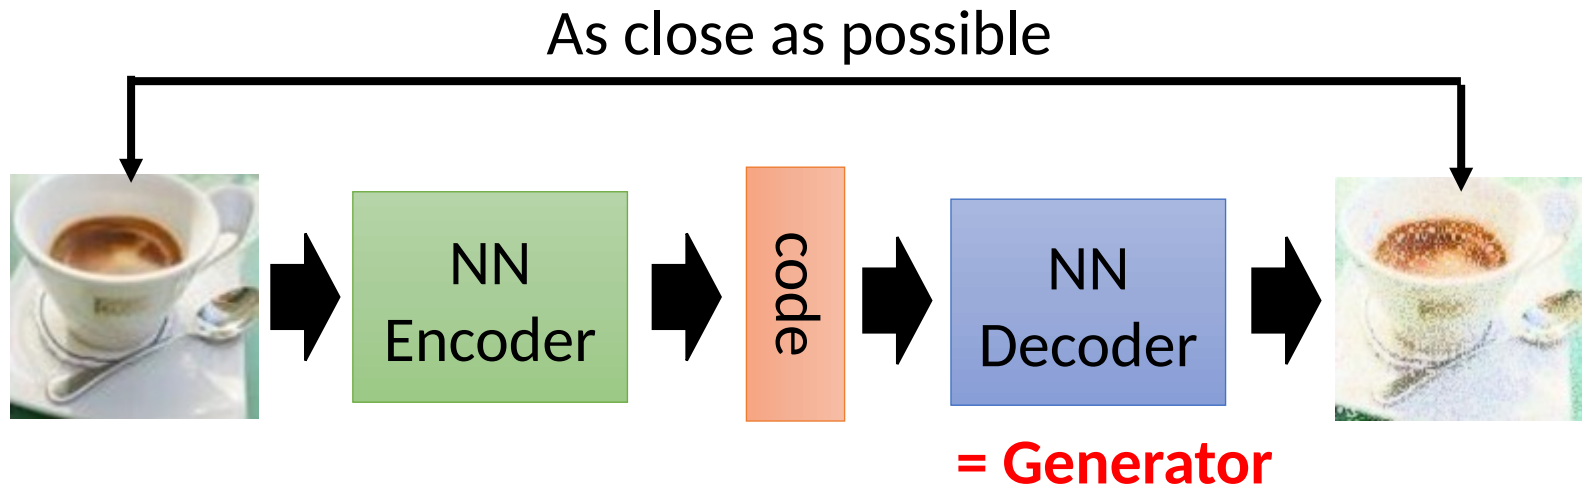 As close as possible
NN
Encoder
code
NN
Decoder
= Generator